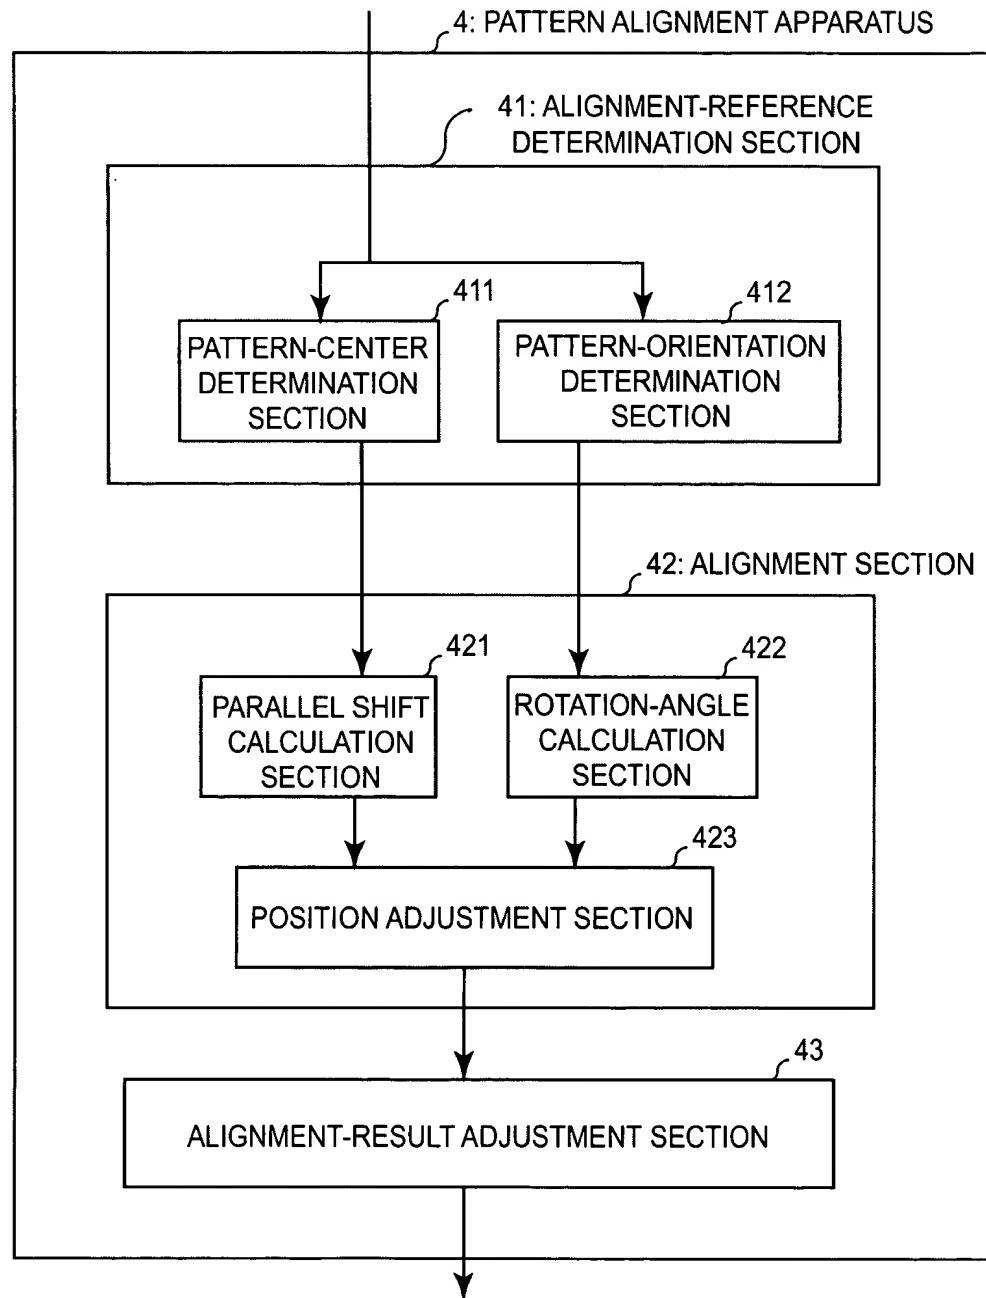 4: PATTERN ALIGNMENT APPARATUS
41: ALIGNMENT-REFERENCE
DETERMINATION SECTION
411
412
PATTERN-CENTER
DETERMINATION
SECTION
PATTERN-ORIENTATION
DETERMINATION
SECTION
42: ALIGNMENT SECTION
421
422
PARALLEL SHIFT
CALCULATION
SECTION
ROTATION-ANGLE
CALCULATION
SECTION
423
POSITION ADJUSTMENT SECTION
43
ALIGNMENT-RESULT ADJUSTMENT SECTION